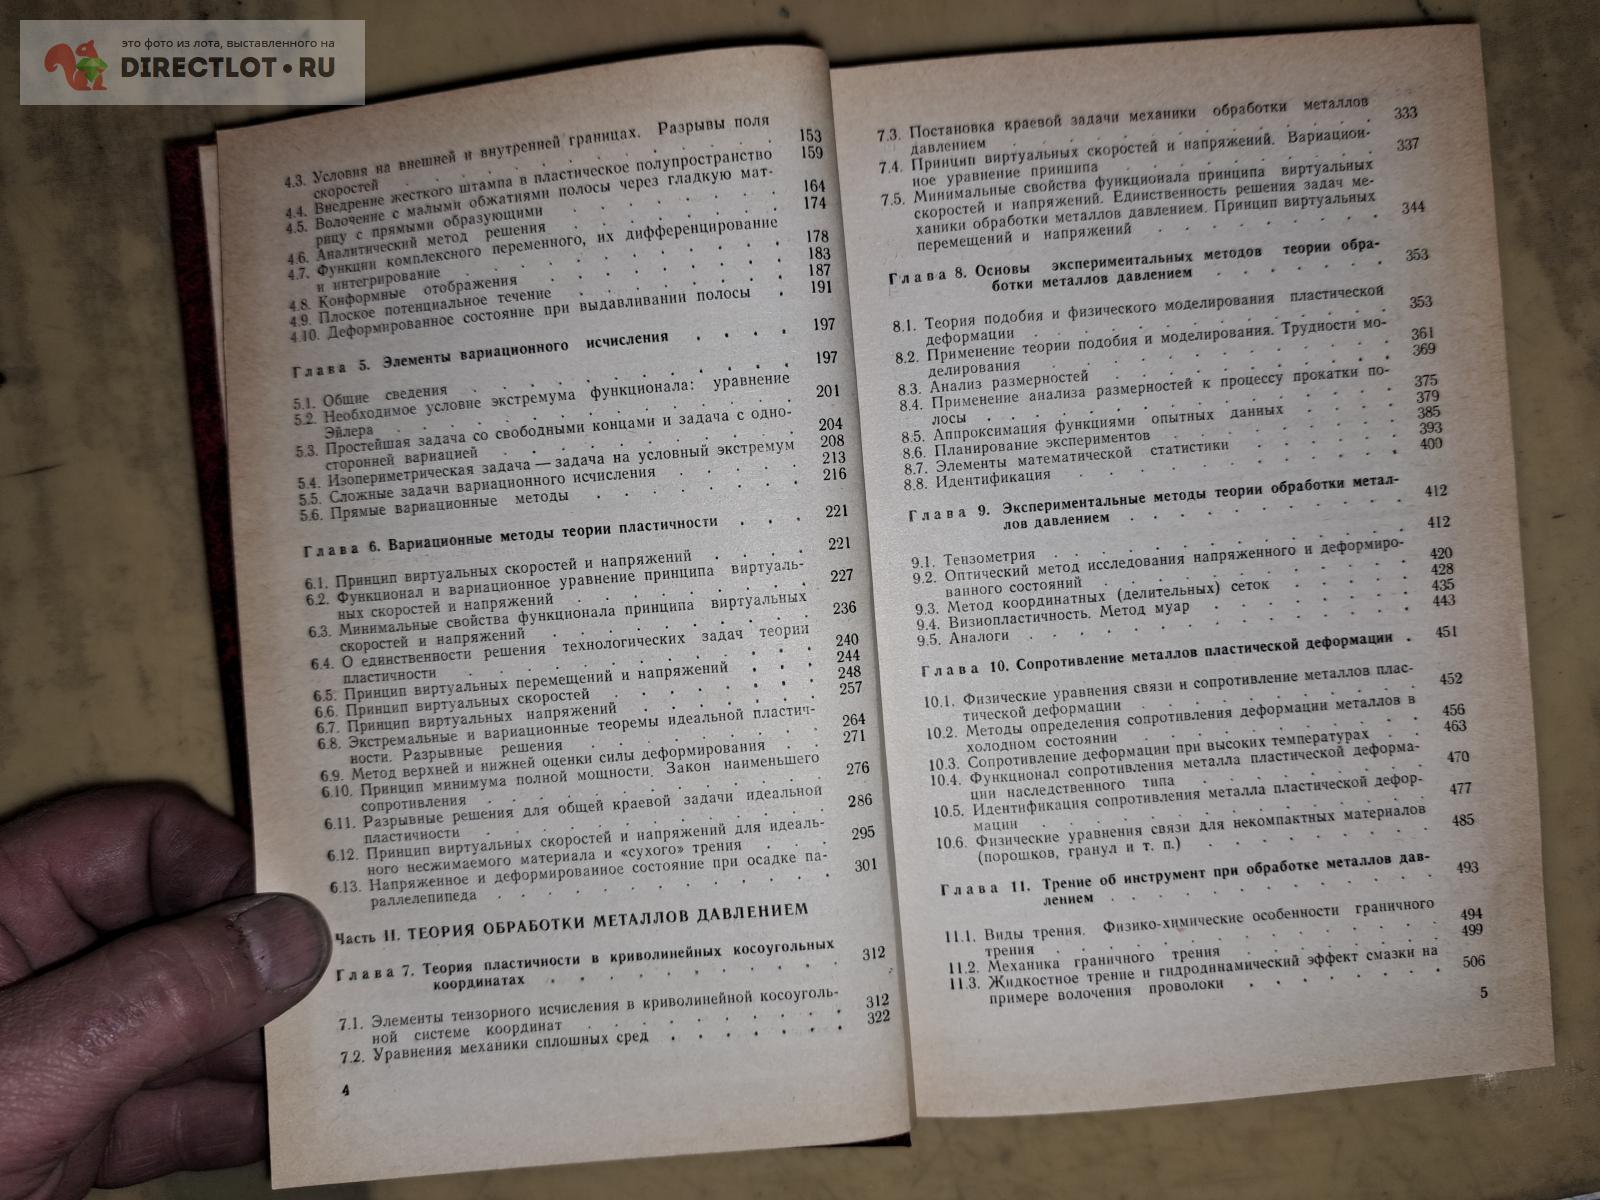 это фото из лота, выставленного на
DIRECTLOT•RU
4.3. Условия на внешней и внутренней границах. Разрывы поля
скоростей . . . . . . 153
4.4. Внедрение жесткого штампа в пластическое полупространство 159
4.5. Волочение с малыми обжатиями полосы через гладкую мат-
рицу с прямыми образующими . . . . . . 164
4.6. Аналитический метод решения . . . . . . 174
4.7. Функции комплексного переменного, их дифференцирование
и интегрирование . . . . . . 178
4.8. Конформные отображения . . . . . . 183
4.9. Плоское потенциальное течение . . . . . . 187
4.10. Деформированное состояние при выдавливании полосы . 191
Глава 5. Элементы вариационного исчисления . . . 197
5.1. Общие сведения . . . . . . 197
5.2. Необходимое условие экстремума функционала: уравнение
Эйлера . . . . . . 201
5.3. Простейшая задача со свободными концами и задача с одно-
сторонней вариацией . . . . . . 204
5.4. Изопериметрическая задача — задача на условный экстремум 208
5.5. Сложные задачи вариационного исчисления . . . . 213
5.6. Прямые вариационные методы . . . . . . 216
Глава 6. Вариационные методы теории пластичности . . . 221
6.1. Принцип виртуальных скоростей и напряжений . . . . 221
6.2. Функционал и вариационное уравнение принципа виртуаль-
ных скоростей и напряжений . . . . . . 227
6.3. Минимальные свойства функционала принципа виртуальных
скоростей и напряжений . . . . . . 236
6.4. О единственности решения технологических задач теории
пластичности . . . . . . 240
6.5. Принцип виртуальных перемещений и напряжений . . . 244
6.6. Принцип виртуальных скоростей . . . . . . 248
6.7. Принцип виртуальных напряжений . . . . . . 257
6.8. Экстремальные и вариационные теоремы идеальной пластич-
ности. Разрывные решения . . . . . . 264
6.9. Метод верхней и нижней оценки силы деформирования . . 271
6.10. Принцип минимума полной мощности. Закон наименьшего
сопротивления . . . . . . 276
6.11. Разрывные решения для общей краевой задачи идеальной
пластичности . . . . . . 286
6.12. Принцип виртуальных скоростей и напряжений для идеаль-
ного несжимаемого материала и «сухого» трения . . . 295
6.13. Напряженное и деформированное состояние при осадке па-
раллелепипеда . . . . . . 301
Часть II. ТЕОРИЯ ОБРАБОТКИ МЕТАЛЛОВ ДАВЛЕНИЕМ
Глава 7. Теория пластичности в криволинейных косоугольных
координатах . . . . . . 312
7.1. Элементы тензорного исчисления в криволинейной косоуголь-
ной системе координат . . . . . . 312
7.2. Уравнения механики сплошных сред . . . . . . 322
4
7.3. Постановка краевой задачи механики обработки металлов
давлением . . . . . . 333
7.4. Принцип виртуальных скоростей и напряжений. Вариацион-
ное уравнение принципа . . . . . . 337
7.5. Минимальные свойства функционала принципа виртуальных
скоростей и напряжений. Единственность решения задач ме-
ханики обработки металлов давлением. Принцип виртуальных
перемещений и напряжений . . . . . . 344
Глава 8. Основы экспериментальных методов теории обра-
ботки металлов давлением . . . . . . 353
8.1. Теория подобия и физического моделирования пластической
деформации . . . . . . 353
8.2. Применение теории подобия и моделирования. Трудности мо-
делирования . . . . . . 361
8.3. Анализ размерностей . . . . . . 369
8.4. Применение анализа размерностей к процессу прокатки по-
лосы . . . . . . 375
8.5. Аппроксимация функциями опытных данных . . . . 379
8.6. Планирование экспериментов . . . . . . 385
8.7. Элементы математической статистики . . . . . . 393
8.8. Идентификация . . . . . . 400
Глава 9. Экспериментальные методы теории обработки метал-
лов давлением . . . . . . 412
9.1. Тензометрия . . . . . . 412
9.2. Оптический метод исследования напряженного и деформиро-
ванного состояний . . . . . . 420
9.3. Метод координатных (делительных) сеток . . . . 428
9.4. Визиопластичность. Метод муар . . . . . . 435
9.5. Аналоги . . . . . . 443
Глава 10. Сопротивление металлов пластической деформации . 451
10.1. Физические уравнения связи и сопротивление металлов плас-
тической деформации . . . . . . 452
10.2. Методы определения сопротивления деформации металлов в
холодном состоянии . . . . . . 456
10.3. Сопротивление деформации при высоких температурах . . 463
10.4. Функционал сопротивления металла пластической деформа-
ции наследственного типа . . . . . . 470
10.5. Идентификация сопротивления металла пластической дефор-
мации . . . . . . 477
10.6. Физические уравнения связи для некомпактных материалов
(порошков, гранул и т. п.) . . . . . . 485
Глава 11. Трение об инструмент при обработке металлов дав-
лением . . . . . . 493
11.1. Виды трения. Физико-химические особенности граничного
трения . . . . . . 494
11.2. Механика граничного трения . . . . . . 499
11.3. Жидкостное трение и гидродинамический эффект смазки на
примере волочения проволоки . . . . . . 506
5